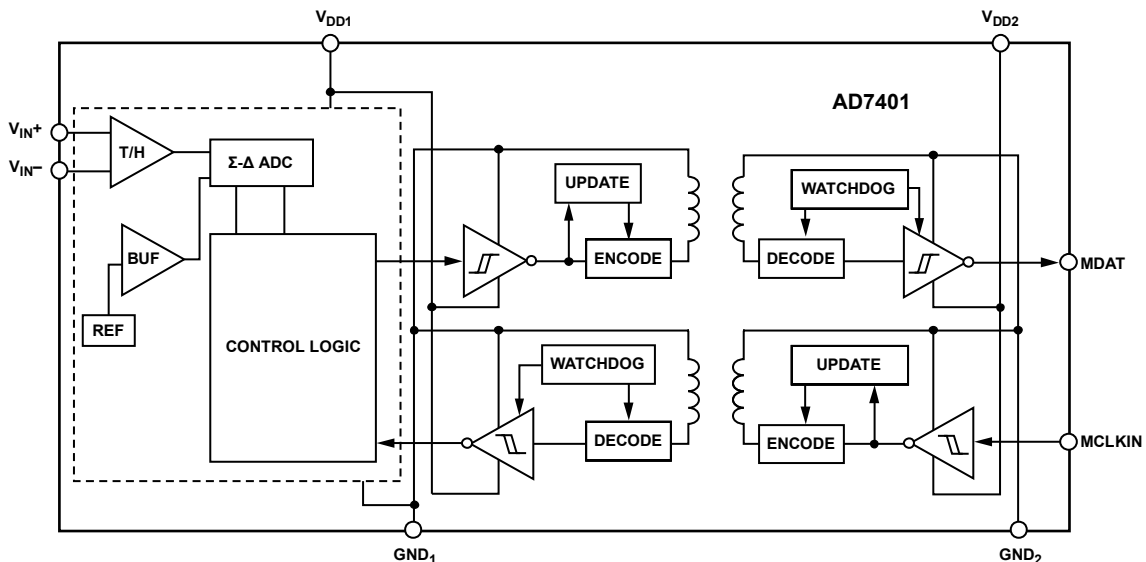 VDD1
VDD2
AD7401
VIN+
VIN–
T/H
Σ-Δ ADC
UPDATE
WATCHDOG
BUF
ENCODE
DECODE
MDAT
REF
CONTROL LOGIC
WATCHDOG
UPDATE
DECODE
ENCODE
MCLKIN
GND1
GND2